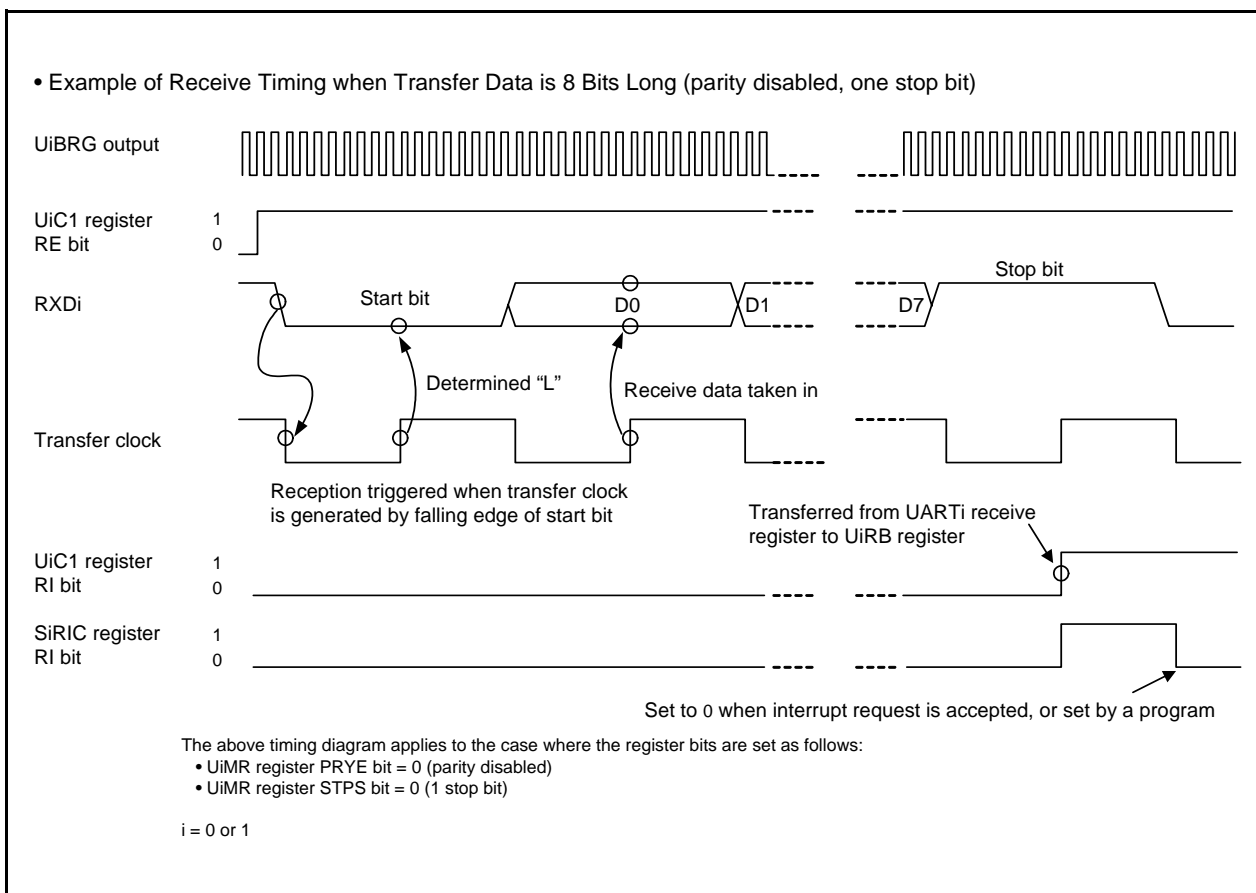 • Example of Receive Timing when Transfer Data is 8 Bits Long (parity disabled, one stop bit)
UiBRG output
UiC1 register
RE bit
1
0
RXDi
Start bit
D0
D1
D7
Stop bit
Determined “L”
Receive data taken in
Transfer clock
Reception triggered when transfer clock
is generated by falling edge of start bit
Transferred from UARTi receive
register to UiRB register
UiC1 register
RI bit
1
0
SiRIC register
RI bit
1
0
Set to 0 when interrupt request is accepted, or set by a program
The above timing diagram applies to the case where the register bits are set as follows:
• UiMR register PRYE bit = 0 (parity disabled)
• UiMR register STPS bit = 0 (1 stop bit)
i = 0 or 1